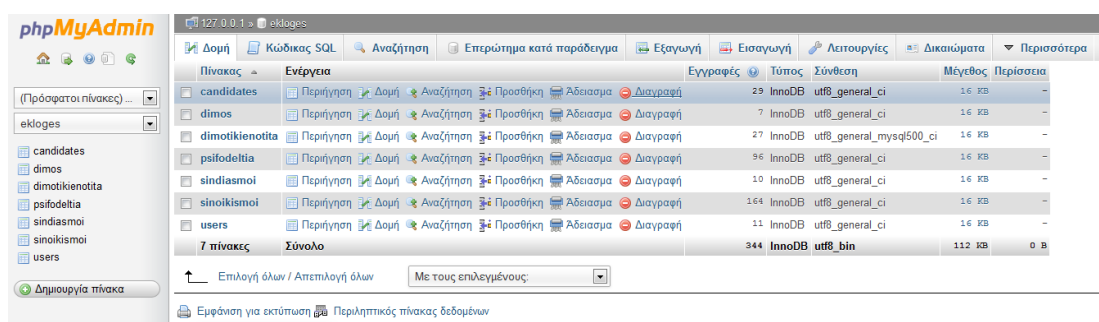 phpMyAdmin
(Πρόσφατοι πίνακες) ...
ekloges
candidates
dimos
dimotikienotita
psifodeltia
sindiasmoi
sinoikismoi
users
Δημιουργία πίνακα
127.0.0.1 » ekloges
Δομή Κώδικας SQL Αναζήτηση Επερώτημα κατά παράδειγμα Εξαγωγή Εισαγωγή Λειτουργίες Δικαιώματα Περισσότερα
Πίνακας Ενέργεια Εγγραφές Τύπος Σύνθεση Μέγεθος Περίσσεια
candidates Περιήγηση Δομή Αναζήτηση Προσθήκη Άδειασμα Διαγραφή 29 InnoDB utf8_general_ci 16 KB -
dimos Περιήγηση Δομή Αναζήτηση Προσθήκη Άδειασμα Διαγραφή 7 InnoDB utf8_general_ci 16 KB -
dimotikienotita Περιήγηση Δομή Αναζήτηση Προσθήκη Άδειασμα Διαγραφή 27 InnoDB utf8_general_mysql500_ci 16 KB -
psifodeltia Περιήγηση Δομή Αναζήτηση Προσθήκη Άδειασμα Διαγραφή 96 InnoDB utf8_general_ci 16 KB -
sindiasmoi Περιήγηση Δομή Αναζήτηση Προσθήκη Άδειασμα Διαγραφή 10 InnoDB utf8_general_ci 16 KB -
sinoikismoi Περιήγηση Δομή Αναζήτηση Προσθήκη Άδειασμα Διαγραφή 164 InnoDB utf8_general_ci 16 KB -
users Περιήγηση Δομή Αναζήτηση Προσθήκη Άδειασμα Διαγραφή 11 InnoDB utf8_general_ci 16 KB -
7 πίνακες Σύνολο 344 InnoDB utf8_bin 112 KB 0 B
Επιλογή όλων / Απεπιλογή όλων Με τους επιλεγμένους:
Εμφάνιση για εκτύπωση Περιληπτικός πίνακας δεδομένων